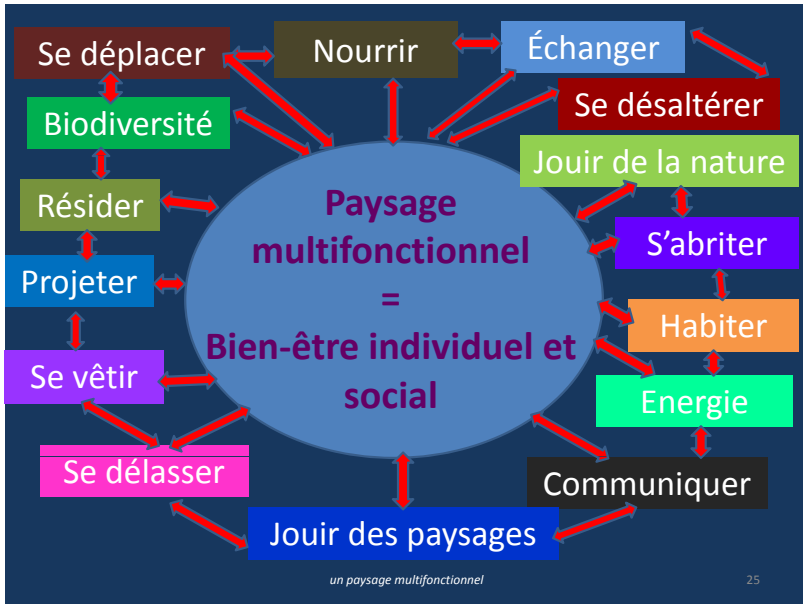 Se déplacer
Nourrir
Échanger
Se désaltérer
Biodiversité
Jouir de la nature
Résider
Paysage
multifonctionnel
=
Bien-être individuel et
social
S’abriter
Projeter
Habiter
Se vêtir
Energie
Se délasser
Communiquer
Jouir des paysages
un paysage multifonctionnel
25